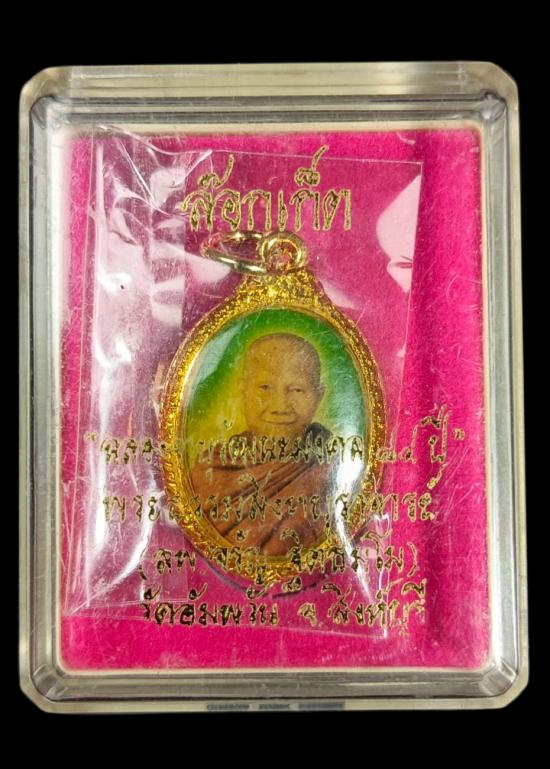 ล๊อกเก็ต
"ฉลองอายุวัฒนะมงคล ๘๔ ปี"
พระธรรมสิงหบุราจารย์
(ลพ จรัญ ฐิตธมฺโม)
วัดอัมพวัน จ.สิงห์บุรี